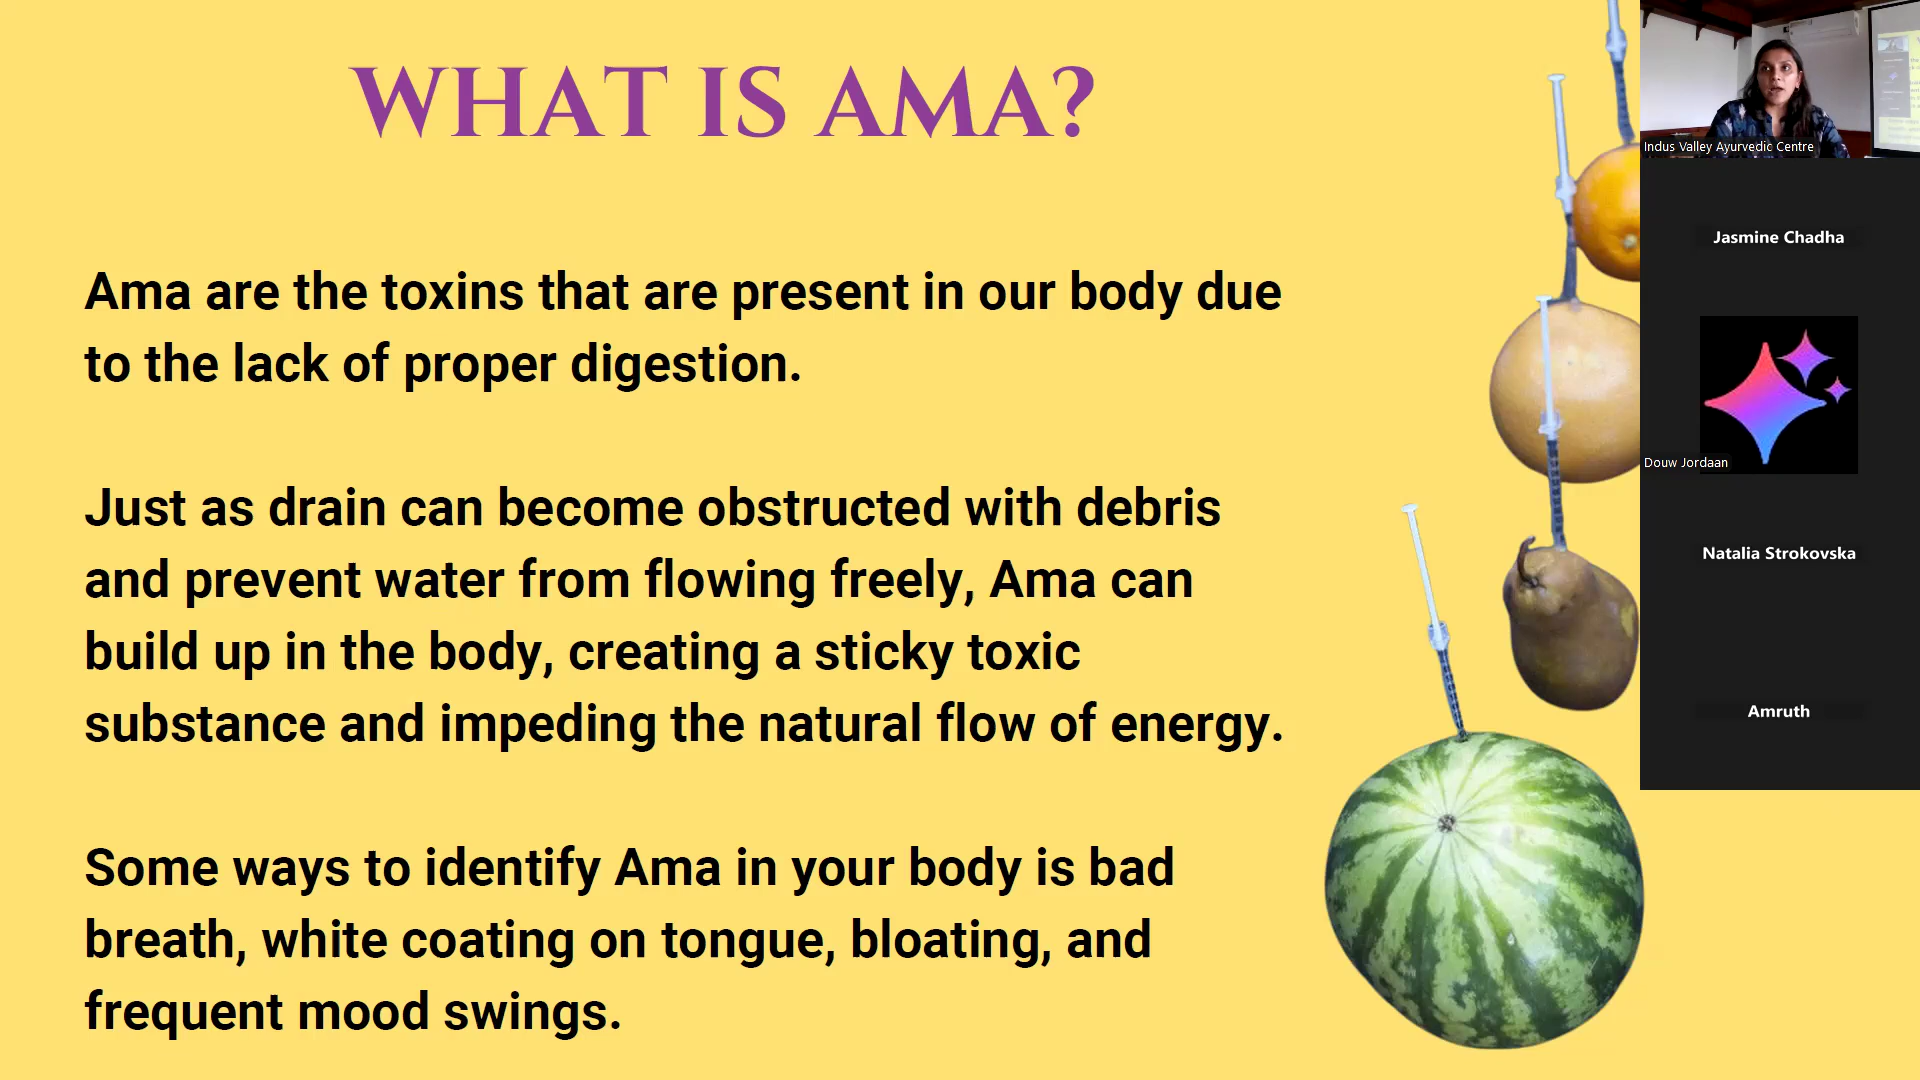 WHAT IS AMA?
Ama are the toxins that are present in our body due
to the lack of proper digestion.
Just as drain can become obstructed with debris
and prevent water from flowing freely, Ama can
build up in the body, creating a sticky toxic
substance and impeding the natural flow of energy.
Some ways to identify Ama in your body is bad
breath, white coating on tongue, bloating, and
frequent mood swings.
Indus Valley Ayurvedic Centre
Jasmine Chadha
Douw Jordaan
Natalia Strokovska
Amruth